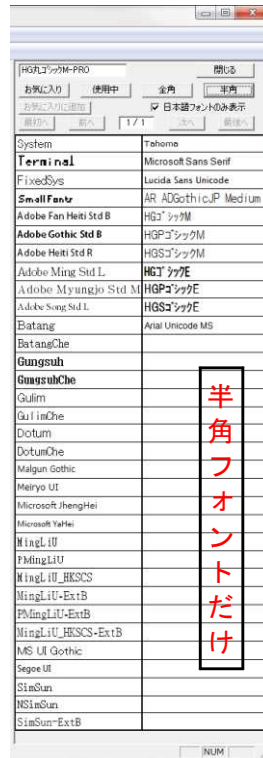 HG丸ゴシックM-PRO
閉じる
お気に入り 使用中 全角 半角
お気に入りに追加 日本語フォントのみ表示
最初へ 前へ 1 / 1 次へ 最後へ
System Tahoma
Terminal Microsoft Sans Serif
FixedSys Lucida Sans Unicode
Small Fonts AR ADGothicJP Medium
Adobe Fan Heiti Std B HGゴシックM
Adobe Gothic Std B HGPゴシックM
Adobe Heiti Std R HGSゴシックM
Adobe Ming Std L HGゴシックE
Adobe Myungjo Std M HGPゴシックE
Adobe Song Std L HGSゴシックE
Batang Arial Unicode MS
BatangChe
Gungsuh
GungsuhChe
Gulim
GulimChe
Dotum
DotumChe
Malgun Gothic
Meiryo UI
Microsoft JhengHei
Microsoft YaHei
MingLiU
PMingLiU
MingLiU_HKSCS
MingLiU-ExtB
PMingLiU-ExtB
MingLiU_HKSCS-ExtB
MS UI Gothic
Segoe UI
SimSun
NSimSun
SimSun-ExtB
半角フォントだけ
NUM